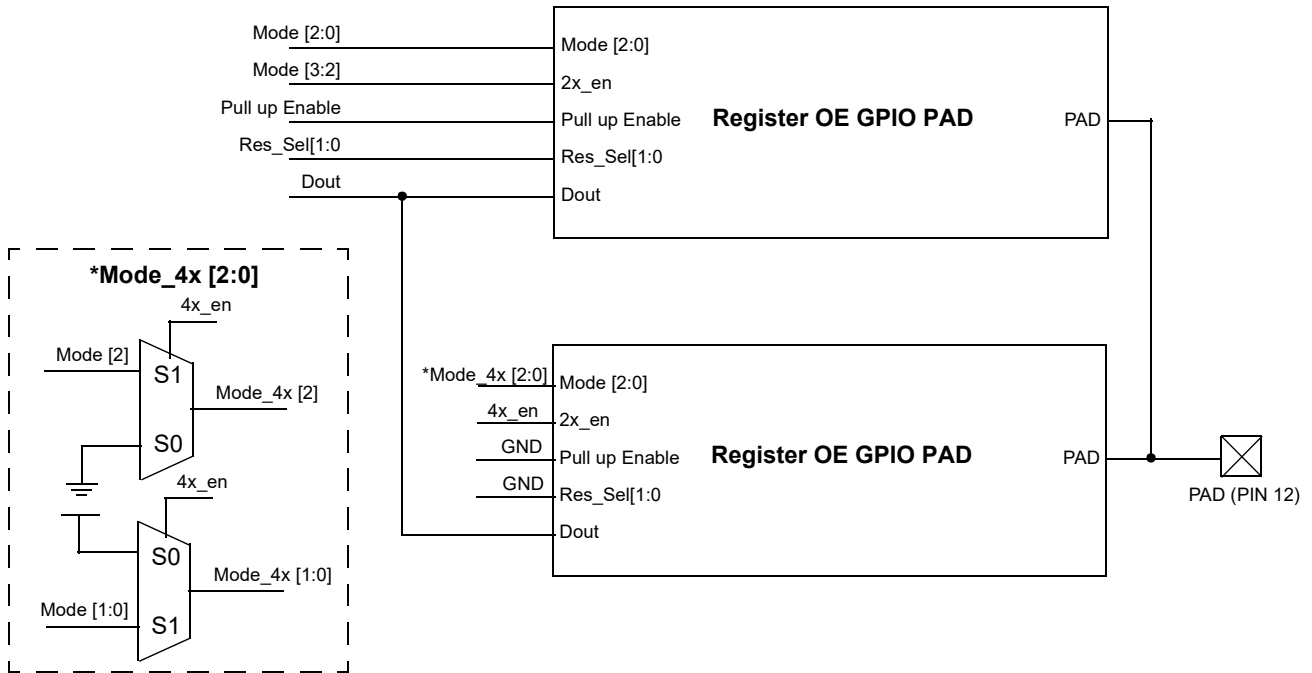 Mode [2:0]
Mode [3:2]
Pull up Enable
Res_Sel[1:0
Dout
Mode [2:0]
2x_en
Pull up Enable
Res_Sel[1:0
Dout
Register OE GPIO PAD
PAD
*Mode_4x [2:0]
4x_en
Mode [2]
S1
S0
Mode_4x [2]
4x_en
S0
S1
Mode_4x [1:0]
Mode [1:0]
*Mode_4x [2:0]
4x_en
GND
GND
Mode [2:0]
2x_en
Pull up Enable
Res_Sel[1:0
Dout
Register OE GPIO PAD
PAD
PAD (PIN 12)